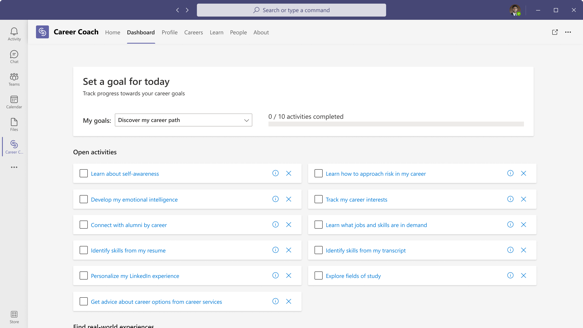 Search or type a command
Career Coach
Home
Dashboard
Profile
Careers
Learn
People
About
Activity
Chat
Teams
Calendar
Files
Career C...
Store
Set a goal for today
Track progress towards your career goals
My goals:
Discover my career path
0 / 10 activities completed
Open activities
Learn about self-awareness
Learn how to approach risk in my career
Develop my emotional intelligence
Track my career interests
Connect with alumni by career
Learn what jobs and skills are in demand
Identify skills from my resume
Identify skills from my transcript
Personalize my LinkedIn experience
Explore fields of study
Get advice about career options from career services
Find real-world experiences